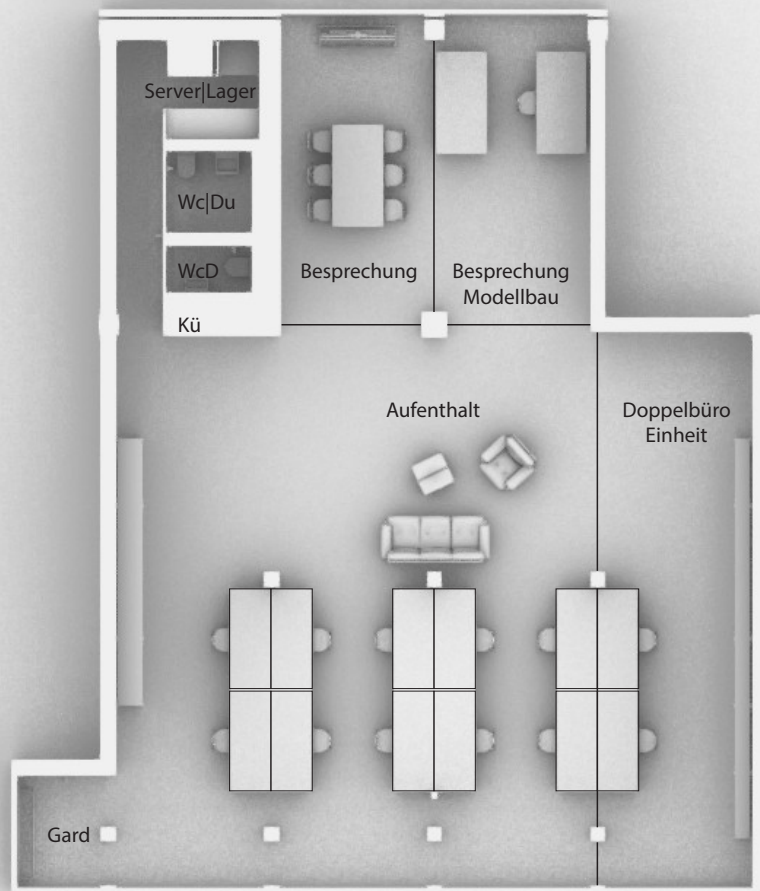 Server|Lager
Wc|Du
WcD
Besprechung
Besprechung
Modellbau
Kü
Aufenthalt
Doppelbüro
Einheit
Gard